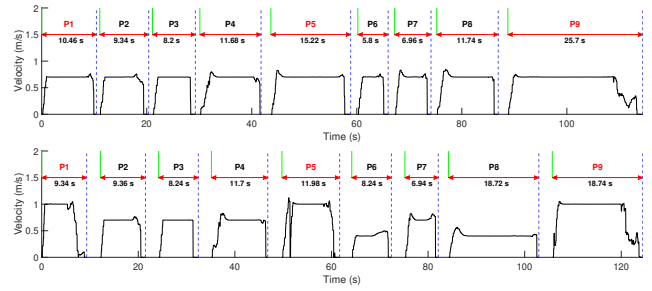 2
P1 P2 P3 P4 P5 P6 P7 P8 P9
1.5
10.46 s 9.34 s 8.2 s 11.68 s 15.22 s 5.8 s 6.96 s 11.74 s 25.7 s
1
0.5
0
Velocity (m/s)
0 20 40 60 80 100
Time (s)
2
P1 P2 P3 P4 P5 P6 P7 P8 P9
1.5
9.34 s 9.36 s 8.24 s 11.7 s 11.98 s 8.24 s 6.94 s 18.72 s 18.74 s
1
0.5
0
Velocity (m/s)
0 20 40 60 80 100 120
Time (s)